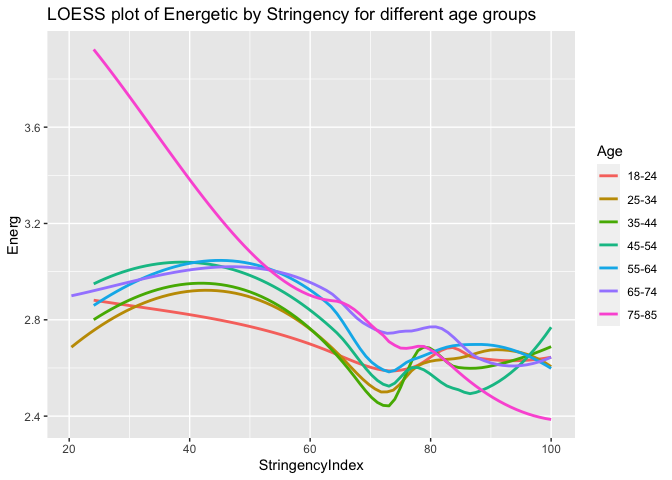 LOESS plot of Energetic by Stringency for different age groups
3.6
3.2
2.8
2.4
Energ
20 40 60 80 100
StringencyIndex
Age
18-24
25-34
35-44
45-54
55-64
65-74
75-85